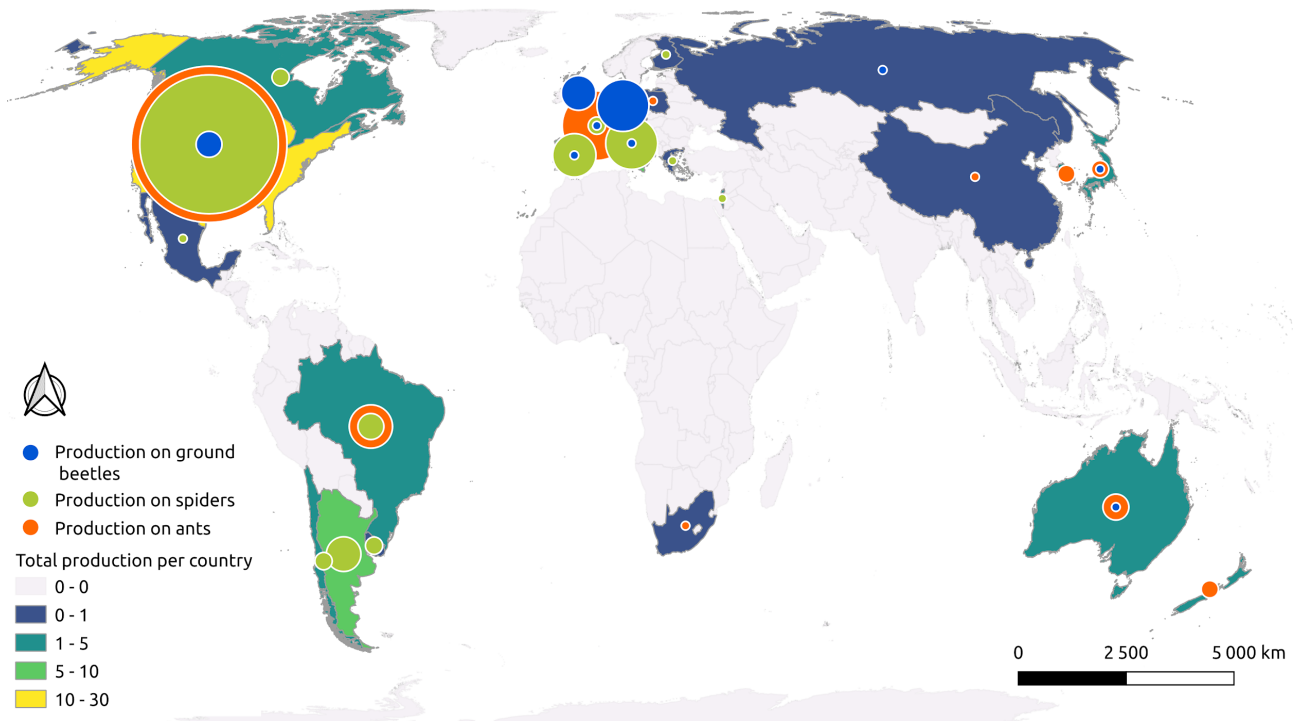 Production on ground
beetles
Production on spiders
Production on ants
Total production per country
0 - 0
0 - 1
1 - 5
5 - 10
10 - 30
0 2 500 5 000 km